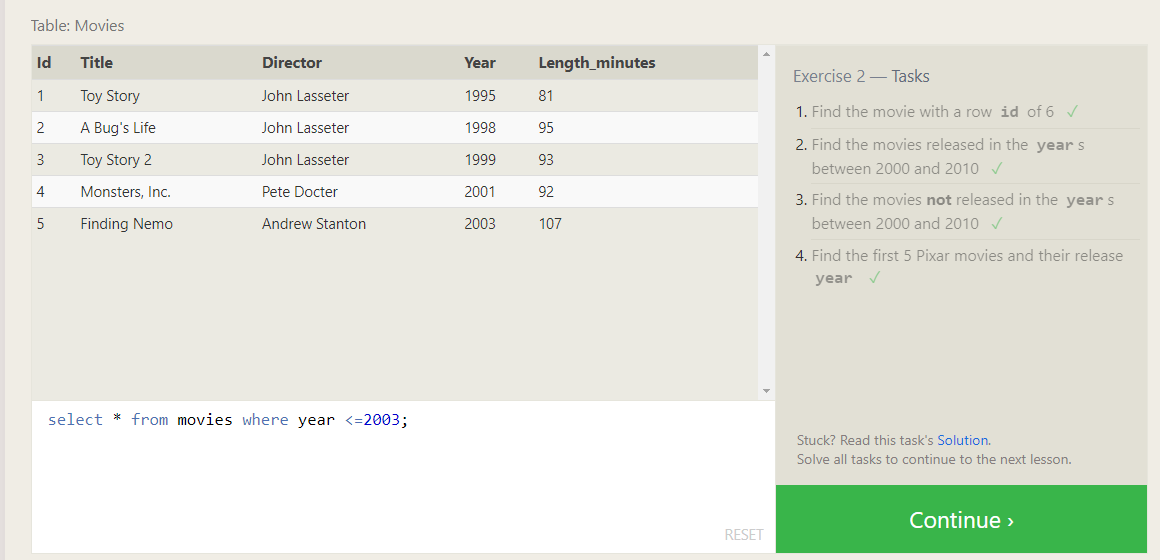 Table: Movies
Id Title Director Year Length_minutes
1 Toy Story John Lasseter 1995 81
2 A Bug's Life John Lasseter 1998 95
3 Toy Story 2 John Lasseter 1999 93
4 Monsters, Inc. Pete Docter 2001 92
5 Finding Nemo Andrew Stanton 2003 107
select * from movies where year <=2003;
RESET
Exercise 2 — Tasks
1. Find the movie with a row id of 6 ✓
2. Find the movies released in the year s
between 2000 and 2010 ✓
3. Find the movies not released in the year s
between 2000 and 2010 ✓
4. Find the first 5 Pixar movies and their release
year ✓
Stuck? Read this task's Solution.
Solve all tasks to continue to the next lesson.
Continue ›